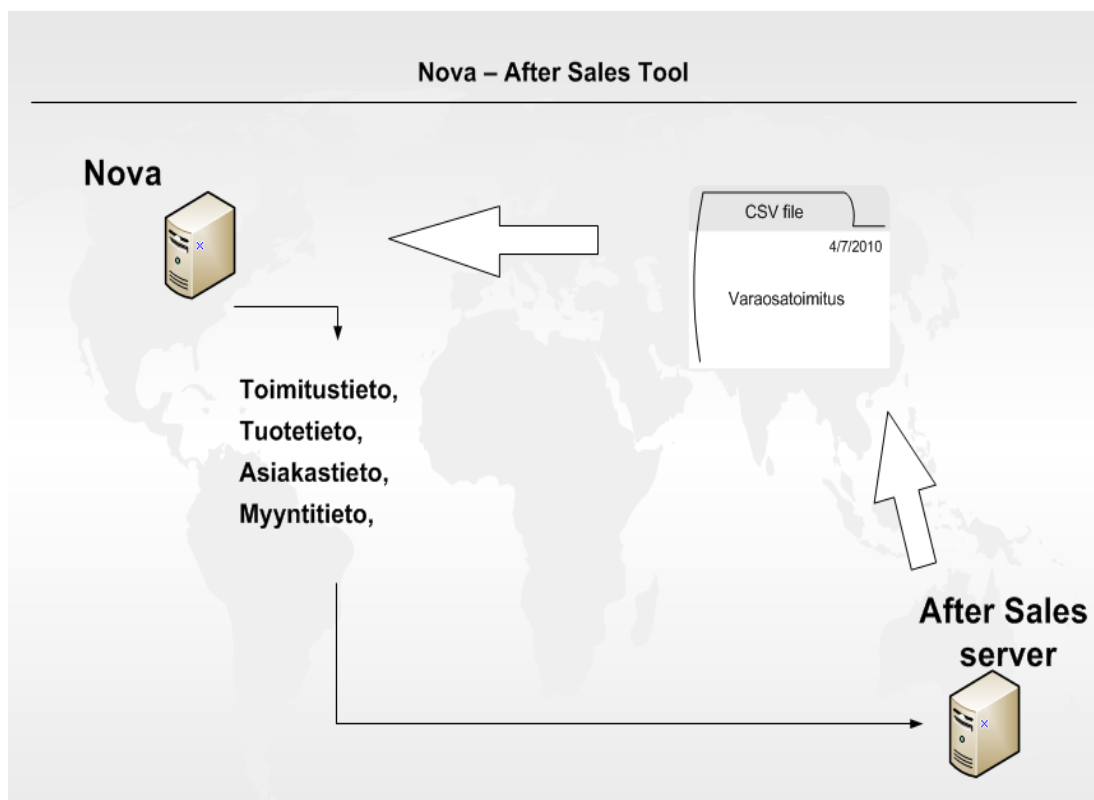 Nova – After Sales Tool
Nova
CSV file
4/7/2010
Varaosatoimitus
Toimitustieto,
Tuotetieto,
Asiakastieto,
Myyntitieto,
After Sales
server